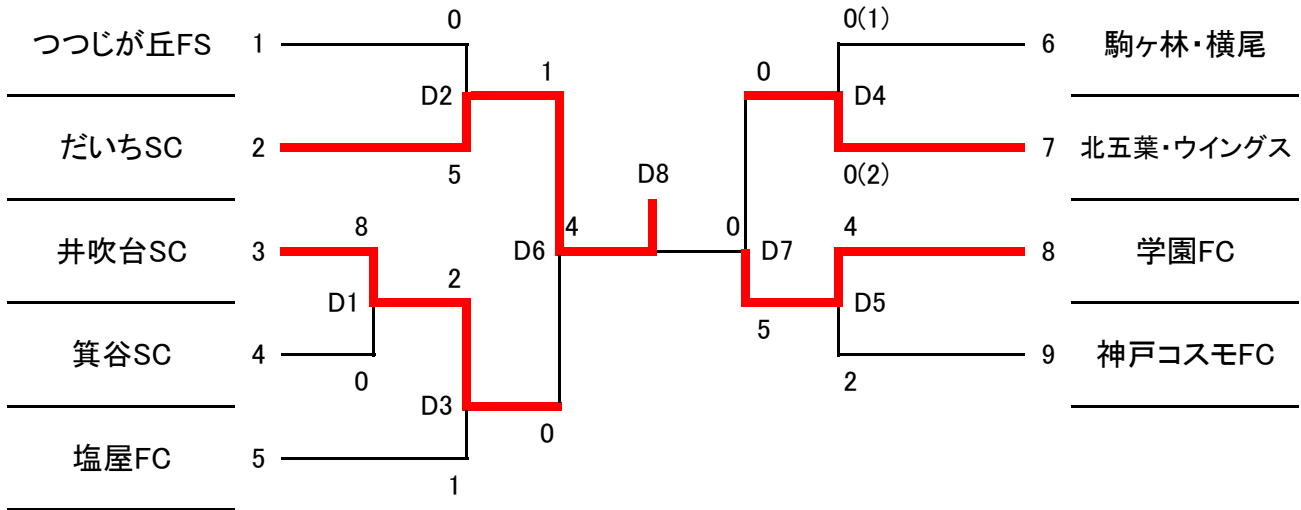 0
0(1)
つつじが丘FS 1
6 駒ヶ林・横尾
1
0
D2
D4
だいちSC 2
7 北五葉・ウイングス
5
D8
0(2)
8
4
0
4
井吹台SC 3
D6
D7
8 学園FC
2
D1
D5
5
箕谷SC 4
9 神戸コスモFC
0
2
D3
0
塩屋FC 5
1